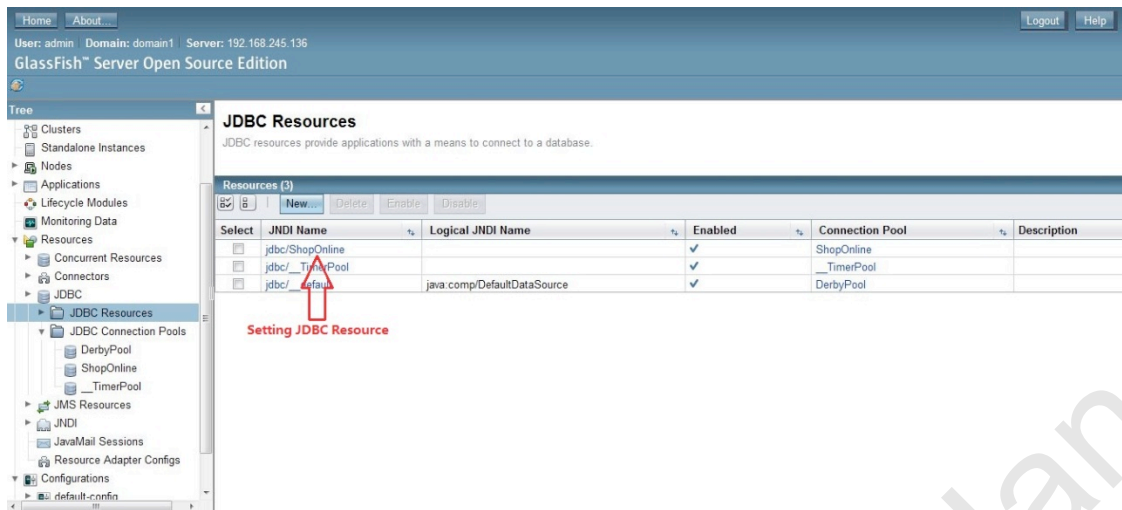 Home About... Logout Help
User: admin Domain: domain1 Server: 192.168.245.136
GlassFish™ Server Open Source Edition
Tree
Clusters
Standalone Instances
Nodes
Applications
Lifecycle Modules
Monitoring Data
Resources
Concurrent Resources
Connectors
JDBC
JDBC Resources
JDBC Connection Pools
DerbyPool
ShopOnline
__TimerPool
JMS Resources
JNDI
JavaMail Sessions
Resource Adapter Configs
Configurations
default-config
JDBC Resources
JDBC resources provide applications with a means to connect to a database.
Resources (3)
New... Delete Enable Disable
Select JNDI Name Logical JNDI Name Enabled Connection Pool Description
jdbc/ShopOnline ShopOnline
jdbc/__TimerPool __TimerPool
jdbc/__default java:comp/DefaultDataSource DerbyPool
Setting JDBC Resource